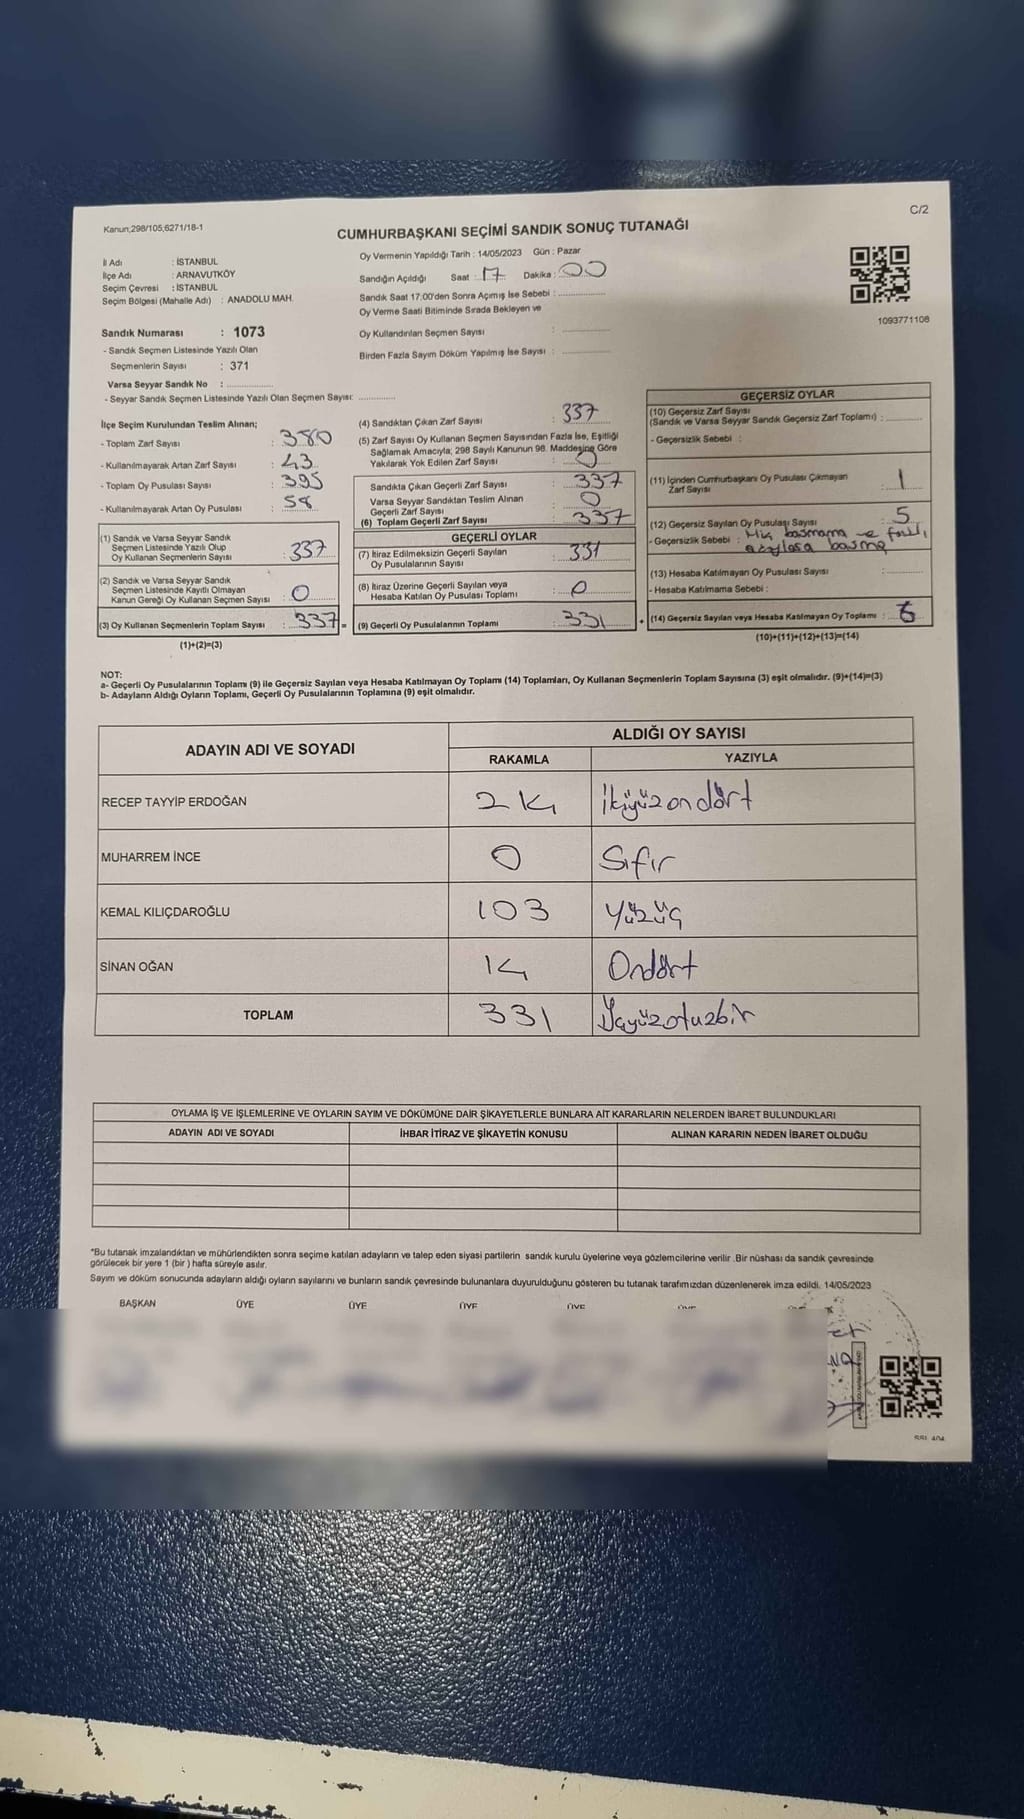 C/2
Kanun,298/105,6271/18-1
CUMHURBAŞKANI SEÇİMİ SANDIK SONUÇ TUTANAĞI
İl Adı : İSTANBUL
İlçe Adı : ARNAVUTKÖY
Seçim Çevresi : İSTANBUL
Seçim Bölgesi (Mahalle Adı) : ANADOLU MAH.
Sandık Numarası : 1073
- Sandık Seçmen Listesinde Yazılı Olan
Seçmenlerin Sayısı : 371
Varsa Seyyar Sandık No :
- Seyyar Sandık Seçmen Listesinde Yazılı Olan Seçmen Sayısı:
Oy Vermenin Yapıldığı Tarih : 14/05/2023 Gün : Pazar
Sandığın Açıldığı Saat : 17 Dakika : 00
Sandık Saat 17:00'den Sonra Açımış İse Sebebi :
Oy Verme Saati Bitiminde Sırada Bekleyen ve
Oy Kullandırılan Seçmen Sayısı :
Birden Fazla Sayım Döküm Yapılmış İse Sayısı :
1093771108
İlçe Seçim Kurulundan Teslim Alınan;
- Toplam Zarf Sayısı : 380
- Kullanılmayarak Artan Zarf Sayısı : 43
- Toplam Oy Pusulası Sayısı : 395
- Kullanılmayarak Artan Oy Pusulası : 58
(1) Sandık ve Varsa Seyyar Sandık
Seçmen Listesinde Yazılı Olup
Oy Kullanan Seçmenlerin Sayısı : 337
(2) Sandık ve Varsa Seyyar Sandık
Seçmen Listesinde Kayıtlı Olmayan
Kanun Gereği Oy Kullanan Seçmen Sayısı : 0
(3) Oy Kullanan Seçmenlerin Toplam Sayısı : 337 =
(1)+(2)=(3)
(4) Sandıktan Çıkan Zarf Sayısı : 337
(5) Zarf Sayısı Oy Kullanan Seçmen Sayısından Fazla İse, Eşitliği
Sağlamak Amacıyla, 298 Sayılı Kanunun 98. Maddesine Göre
Yakılarak Yok Edilen Zarf Sayısı : 0
Sandıkta Çıkan Geçerli Zarf Sayısı : 337
Varsa Seyyar Sandıktan Teslim Alınan
Geçerli Zarf Sayısı : 0
(6) Toplam Geçerli Zarf Sayısı : 337
GEÇERLİ OYLAR
(7) İtiraz Edilmeksizin Geçerli Sayılan
Oy Pusulalarının Sayısı : 331
(8) İtiraz Üzerine Geçerli Sayılan veya
Hesaba Katılan Oy Pusulası Toplamı : 0
(9) Geçerli Oy Pusulalarının Toplamı : 331 +
GEÇERSİZ OYLAR
(10) Geçersiz Zarf Sayısı
(Sandık ve Varsa Seyyar Sandık Geçersiz Zarf Toplamı) :
- Geçersizlik Sebebi :
(11) İçinden Cumhurbaşkanı Oy Pusulası Çıkmayan
Zarf Sayısı : 1
(12) Geçersiz Sayılan Oy Pusulası Sayısı : 5
- Geçersizlik Sebebi : Hiç basmama ve
basma
(13) Hesaba Katılmayan Oy Pusulası Sayısı :
- Hesaba Katılmama Sebebi :
(14) Geçersiz Sayılan veya Hesaba Katılmayan Oy Toplamı : 6
(10)+(11)+(12)+(13)=(14)
NOT:
a- Geçerli Oy Pusulalarının Toplamı (9) ile Geçersiz Sayılan veya Hesaba Katılmayan Oy Toplamı (14) Toplamları, Oy Kullanan Seçmenlerin Toplam Sayısına (3) eşit olmalıdır. (9)+(14)=(3)
b- Adayların Aldığı Oyların Toplamı, Geçerli Oy Pusulalarının Toplamına (9) eşit olmalıdır.
ADAYIN ADI VE SOYADI
ALDIĞI OY SAYISI
RAKAMLA YAZIYLA
RECEP TAYYİP ERDOĞAN 214 İkiyüzondört
MUHARREM İNCE 0 Sıfır
KEMAL KILIÇDAROĞLU 103 Yüzüç
SİNAN OĞAN 14 Ondört
TOPLAM 331 Üçyüzotuzbir
OYLAMA İŞ VE İŞLEMLERİNE VE OYLARIN SAYIM VE DÖKÜMÜNE DAİR ŞİKAYETLERLE BUNLARA AİT KARARLARIN NELERDEN İBARET BULUNDUKLARI
ADAYIN ADI VE SOYADI İHBAR İTİRAZ VE ŞİKAYETİN KONUSU ALINAN KARARIN NEDEN İBARET OLDUĞU
"Bu tutanak imzalandıktan ve mühürlendikten sonra seçime katılan adayların ve talep eden siyasi partilerin sandık kurulu üyelerine veya gözlemcilerine verilir .Bir nüshası da sandık çevresinde
görülecek bir yere 1 (bir ) hafta süreyle asılır.
Sayım ve döküm sonucunda adayların aldığı oyların sayılarını ve bunların sandık çevresinde bulunanlara duyurulduğunu gösteren bu tutanak tarafımızdan düzenlenerek imza edildi. 14/05/2023
BAŞKAN ÜYE ÜYE ÜYE ÜYE